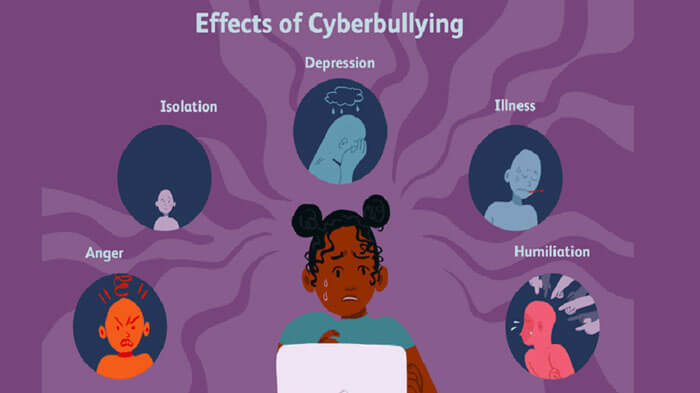 Effects of Cyberbullying
Depression
Isolation
Illness
Anger
Humiliation